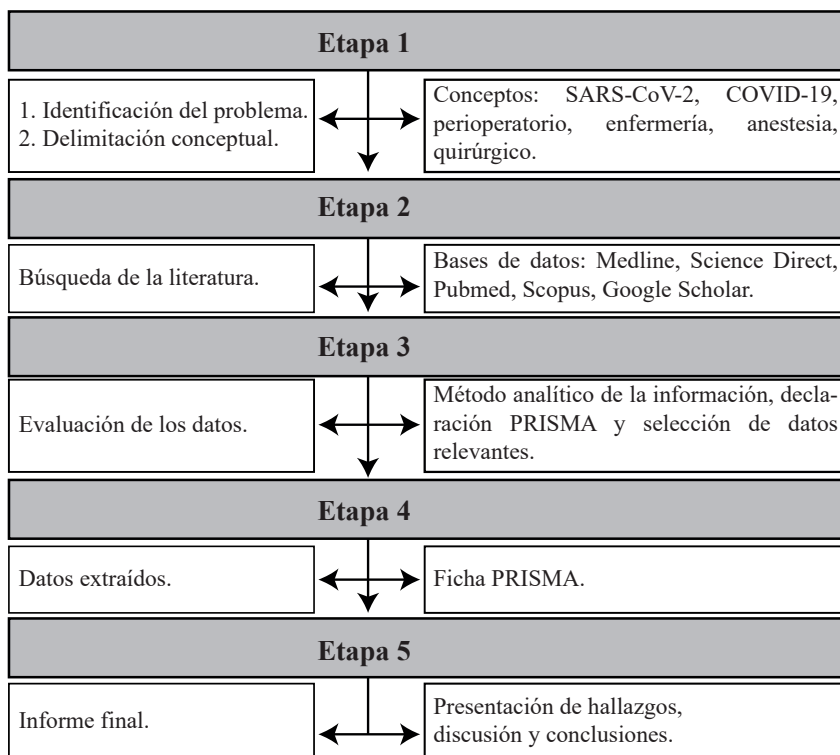 Etapa 1
1. Identificación del problema.
2. Delimitación conceptual.
Conceptos: SARS-CoV-2, COVID-19,
perioperatorio, enfermería, anestesia,
quirúrgico.
Etapa 2
Búsqueda de la literatura.
Bases de datos: Medline, Science Direct,
Pubmed, Scopus, Google Scholar.
Etapa 3
Evaluación de los datos.
Método analítico de la información, decla-
ración PRISMA y selección de datos
relevantes.
Etapa 4
Datos extraídos.
Ficha PRISMA.
Etapa 5
Informe final.
Presentación de hallazgos,
discusión y conclusiones.